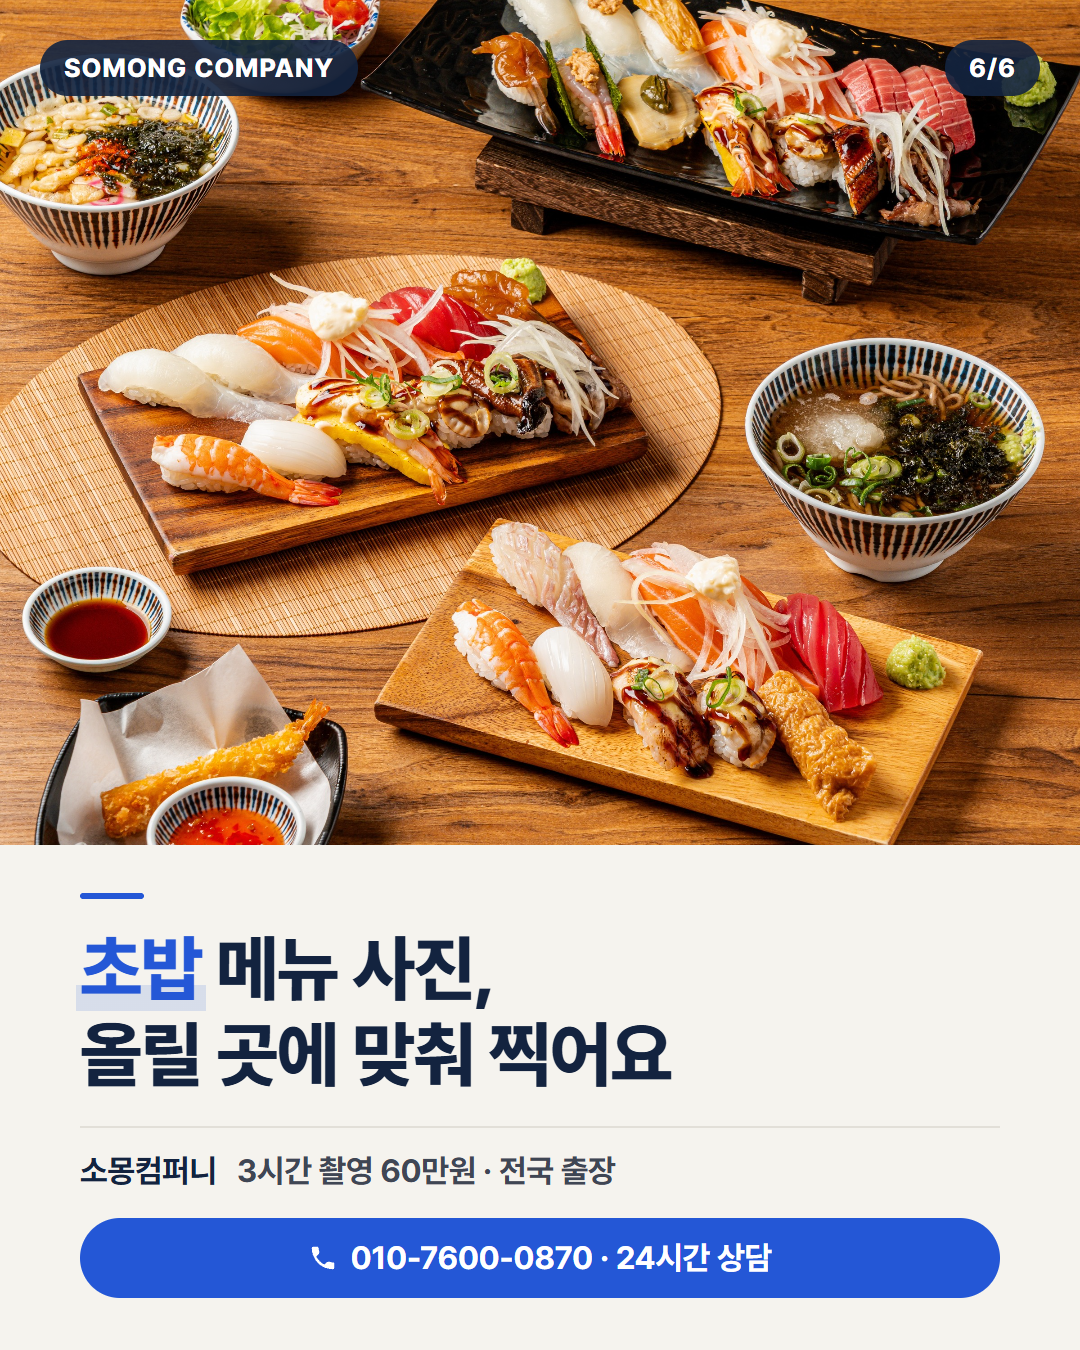 SOMONG COMPANY
6/6
초밥 메뉴 사진,
올릴 곳에 맞춰 찍어요
소몽컴퍼니 3시간 촬영 60만원 · 전국 출장
010-7600-0870 · 24시간 상담